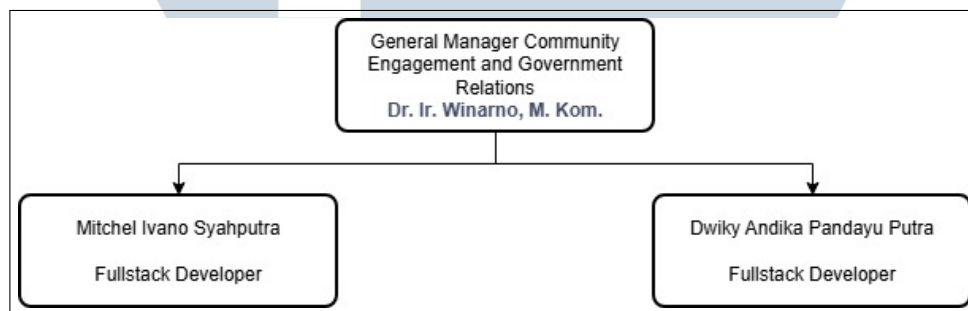 General Manager Community
Engagement and Government
Relations
Dr. Ir. Winarno, M. Kom.
Mitchel Ivano Syahputra
Fullstack Developer
Dwiky Andika Pandayu Putra
Fullstack Developer